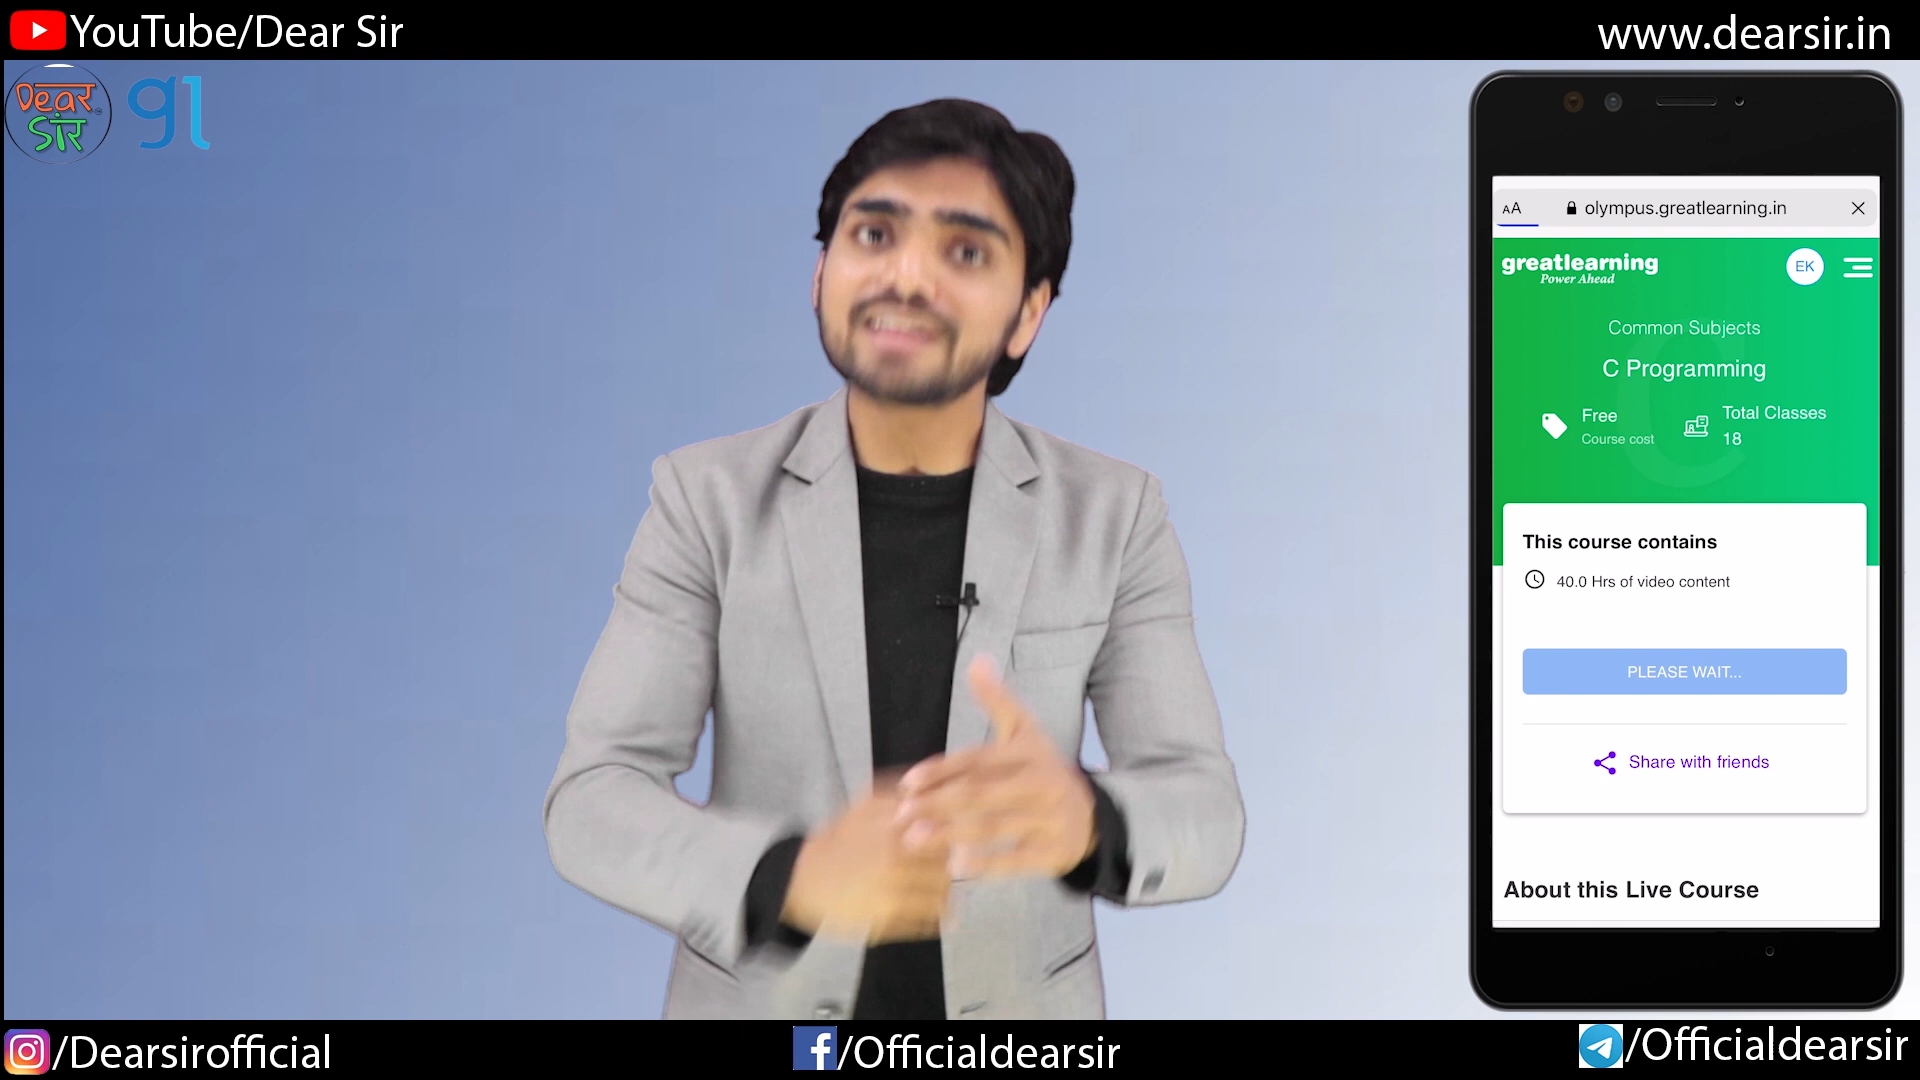 YouTube/Dear Sir
www.dearsir.in
Dear
Sir
gl
AA
olympus.greatlearning.in
greatlearning
Power Ahead
EK
Common Subjects
C Programming
Free
Course cost
Total Classes
18
This course contains
40.0 Hrs of video content
PLEASE WAIT...
Share with friends
About this Live Course
/Dearsirofficial
/Officialdearsir
/Officialdearsir